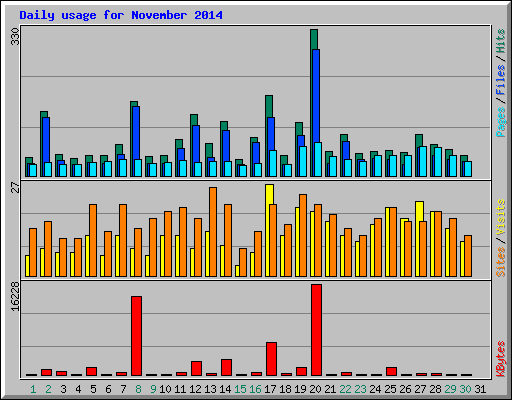 Daily usage for November 2014
330
Pages / Files / Hits
27
Sites / Visits
16228
KBytes
1 2 3 4 5 6 7 8 9 10 11 12 13 14 15 16 17 18 19 20 21 22 23 24 25 26 27 28 29 30 31